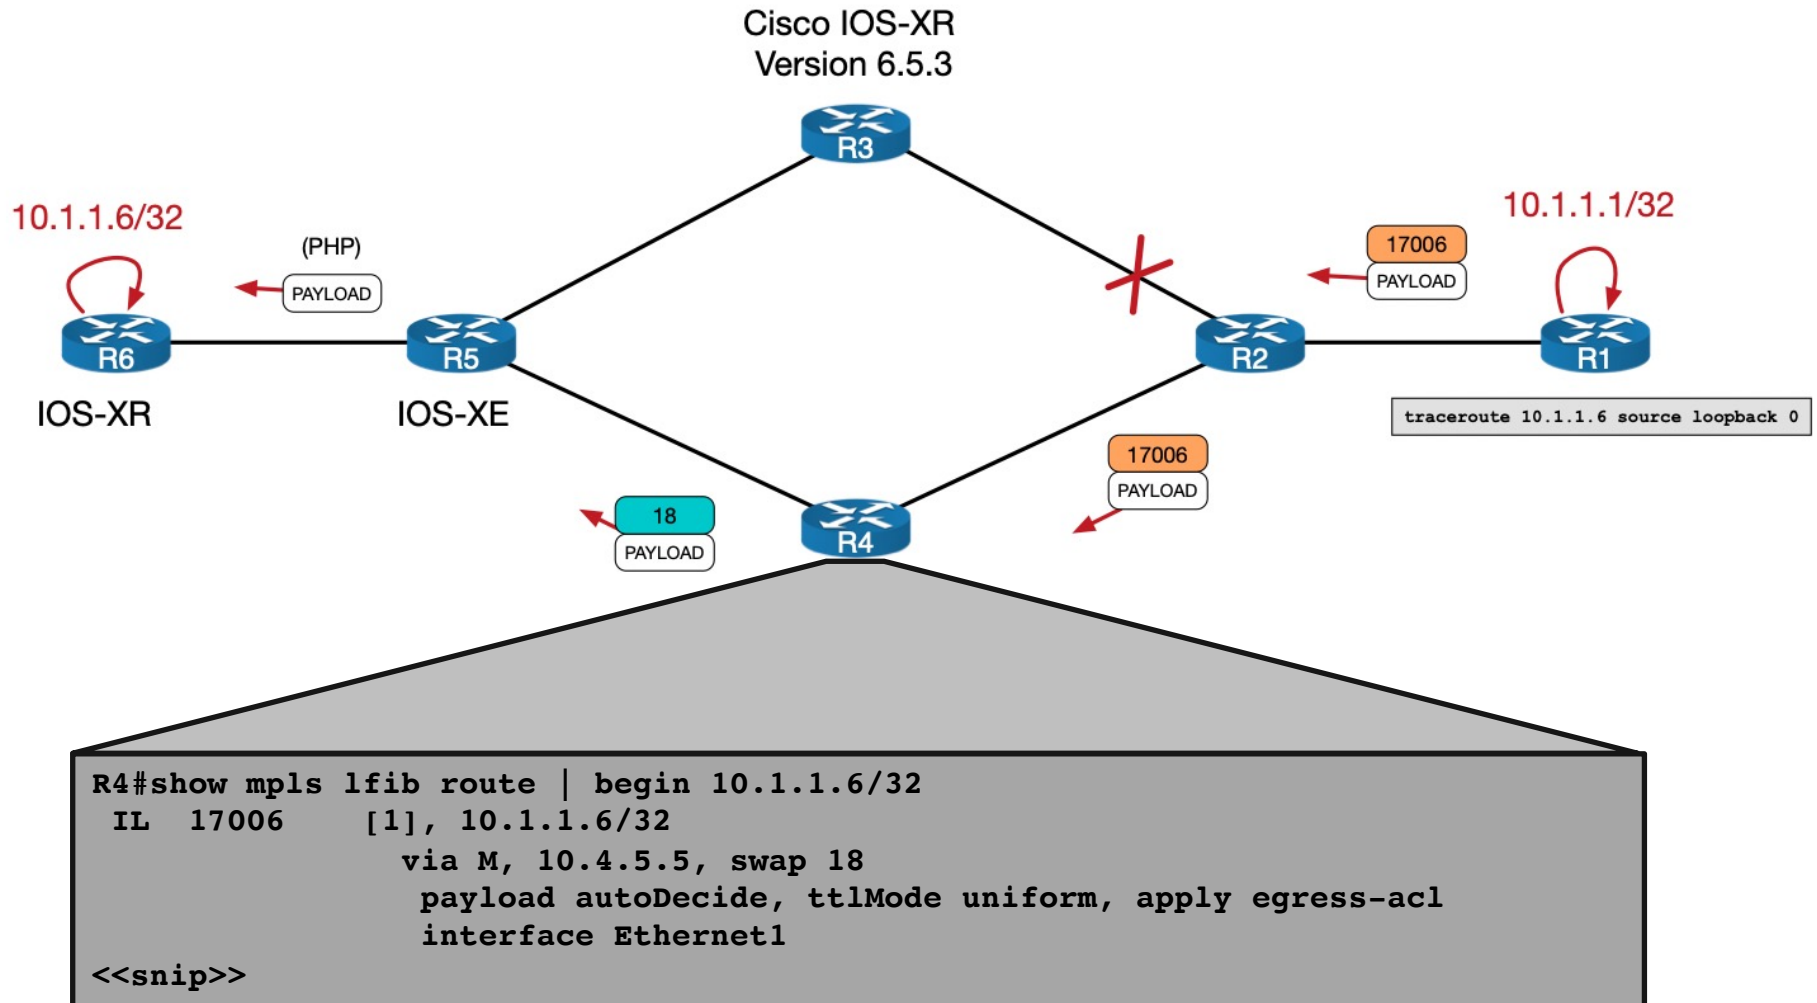 Cisco IOS-XR
Version 6.5.3
R3
10.1.1.6/32
10.1.1.1/32
(PHP)
PAYLOAD
17006
PAYLOAD
R6
R5
R2
R1
IOS-XR
IOS-XE
traceroute 10.1.1.6 source loopback 0
17006
PAYLOAD
18
PAYLOAD
R4
R4#show mpls lfib route | begin 10.1.1.6/32
IL 17006 [1], 10.1.1.6/32
via M, 10.4.5.5, swap 18
payload autoDecide, ttlMode uniform, apply egress-acl
interface Ethernet1
<<snip>>